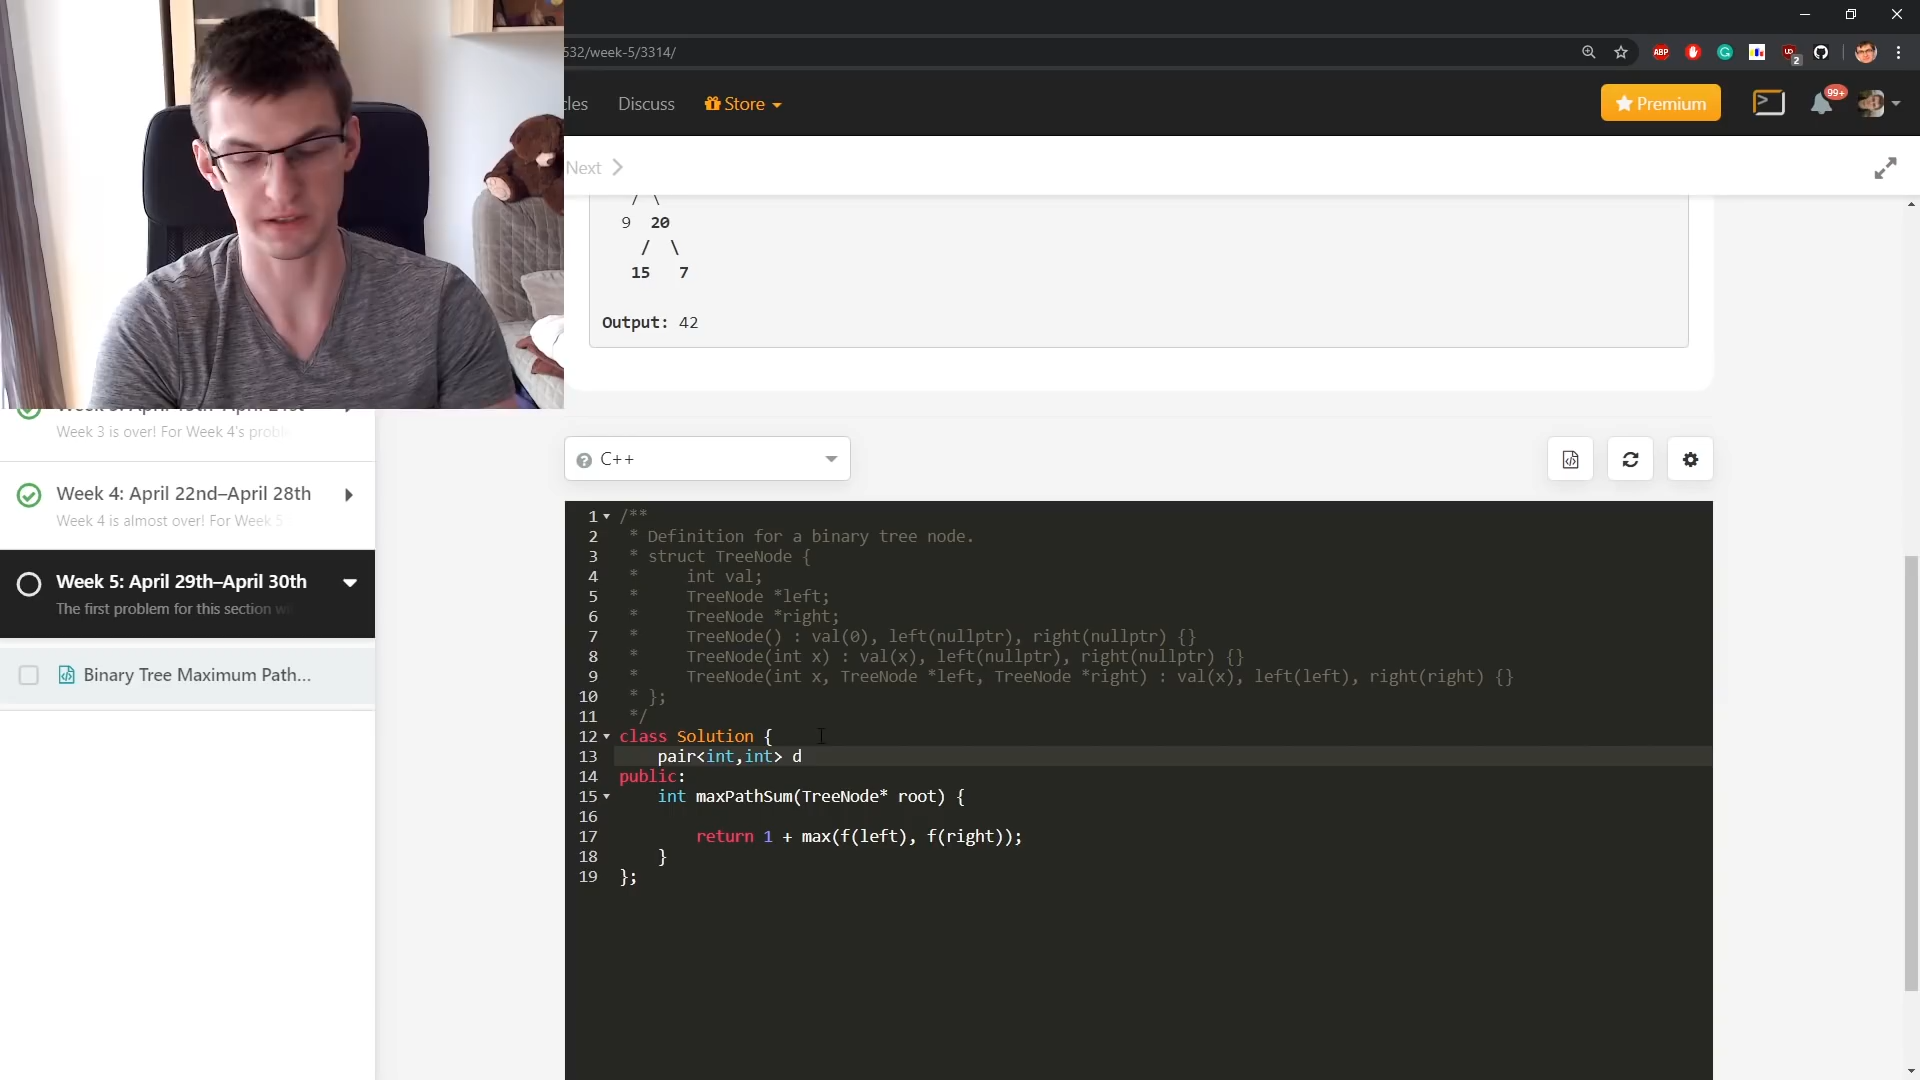 532/week-5/3314/
ABP
2
cles Discuss Store Premium 99+
Next
/ \
9 20
/ \
15 7
Output: 42
Week 3 is over! For Week 4's probl
Week 4: April 22nd–April 28th
Week 4 is almost over! For Week 5
Week 5: April 29th–April 30th
The first problem for this section wi
Binary Tree Maximum Path...
C++
1 /**
2 * Definition for a binary tree node.
3 * struct TreeNode {
4 * int val;
5 * TreeNode *left;
6 * TreeNode *right;
7 * TreeNode() : val(0), left(nullptr), right(nullptr) {}
8 * TreeNode(int x) : val(x), left(nullptr), right(nullptr) {}
9 * TreeNode(int x, TreeNode *left, TreeNode *right) : val(x), left(left), right(right) {}
10 * };
11 */
12 class Solution {
13 pair<int,int> d
14 public:
15 int maxPathSum(TreeNode* root) {
16
17 return 1 + max(f(left), f(right));
18 }
19 };